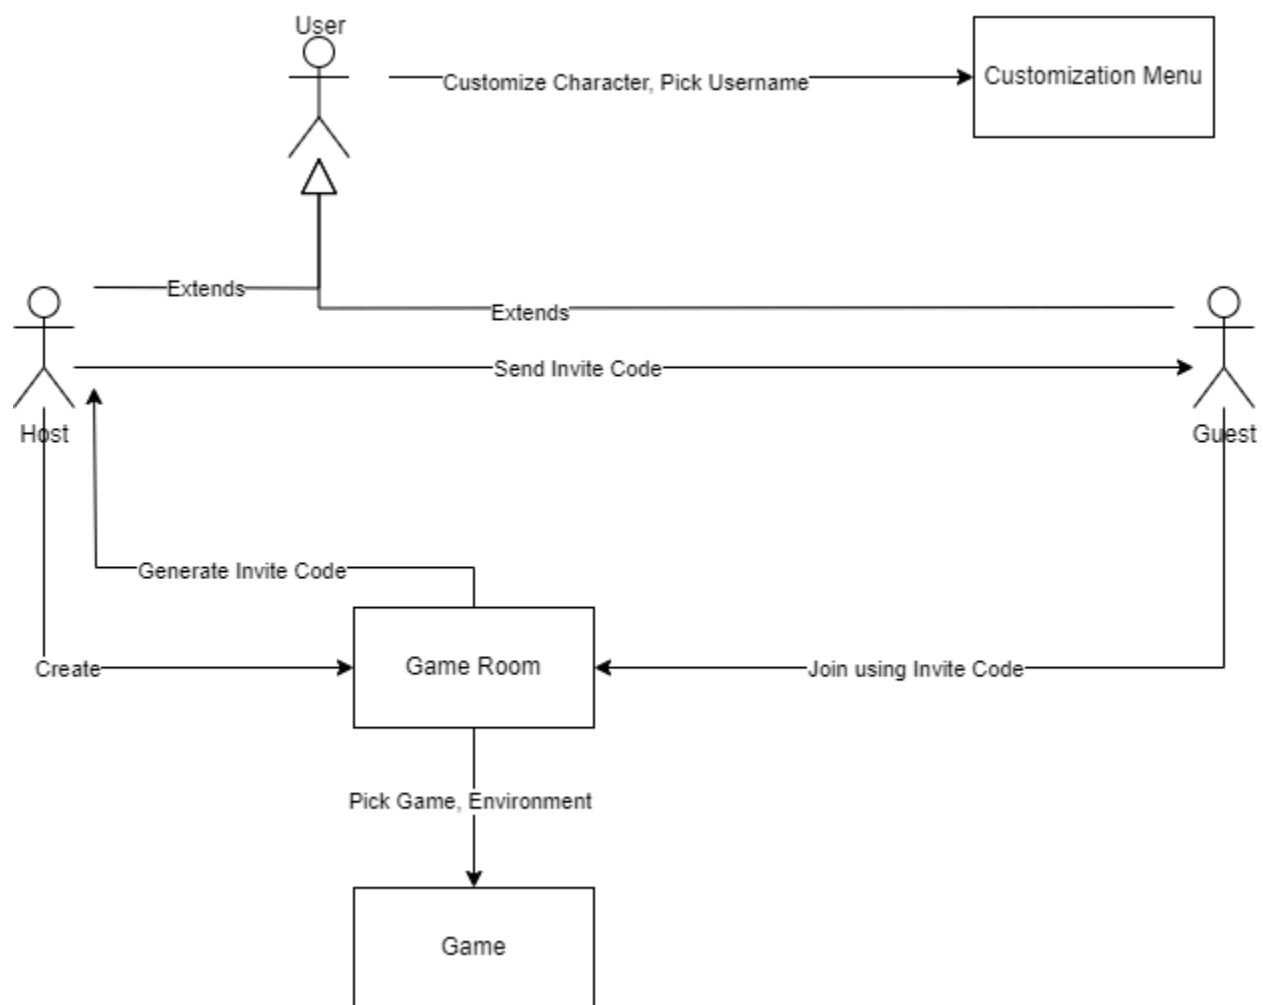 User
Customize Character, Pick Username
Customization Menu
Extends
Extends
Send Invite Code
Host
Guest
Generate Invite Code
Create
Game Room
Join using Invite Code
Pick Game, Environment
Game